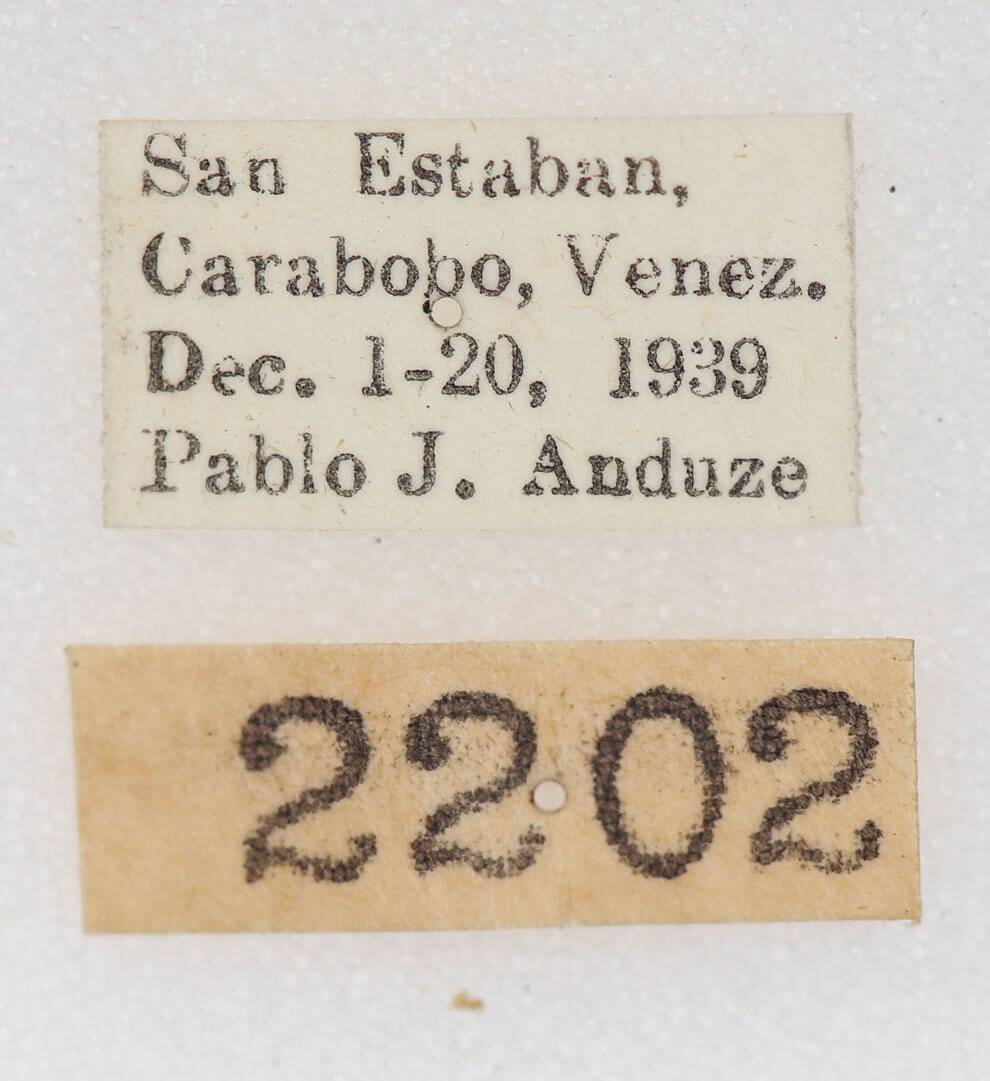 San Estaban,
Carabobo, Venez.
Dec. 1-20, 1939
Pablo J. Anduze
2202